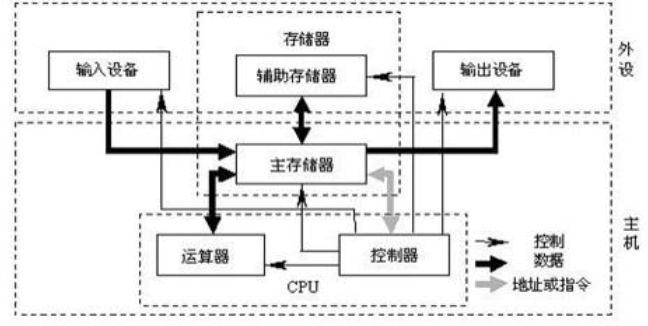 存储器
外设
输入设备
辅助存储器
输出设备
主存储器
主机
运算器
控制器
CPU
控制
数据
地址或指令